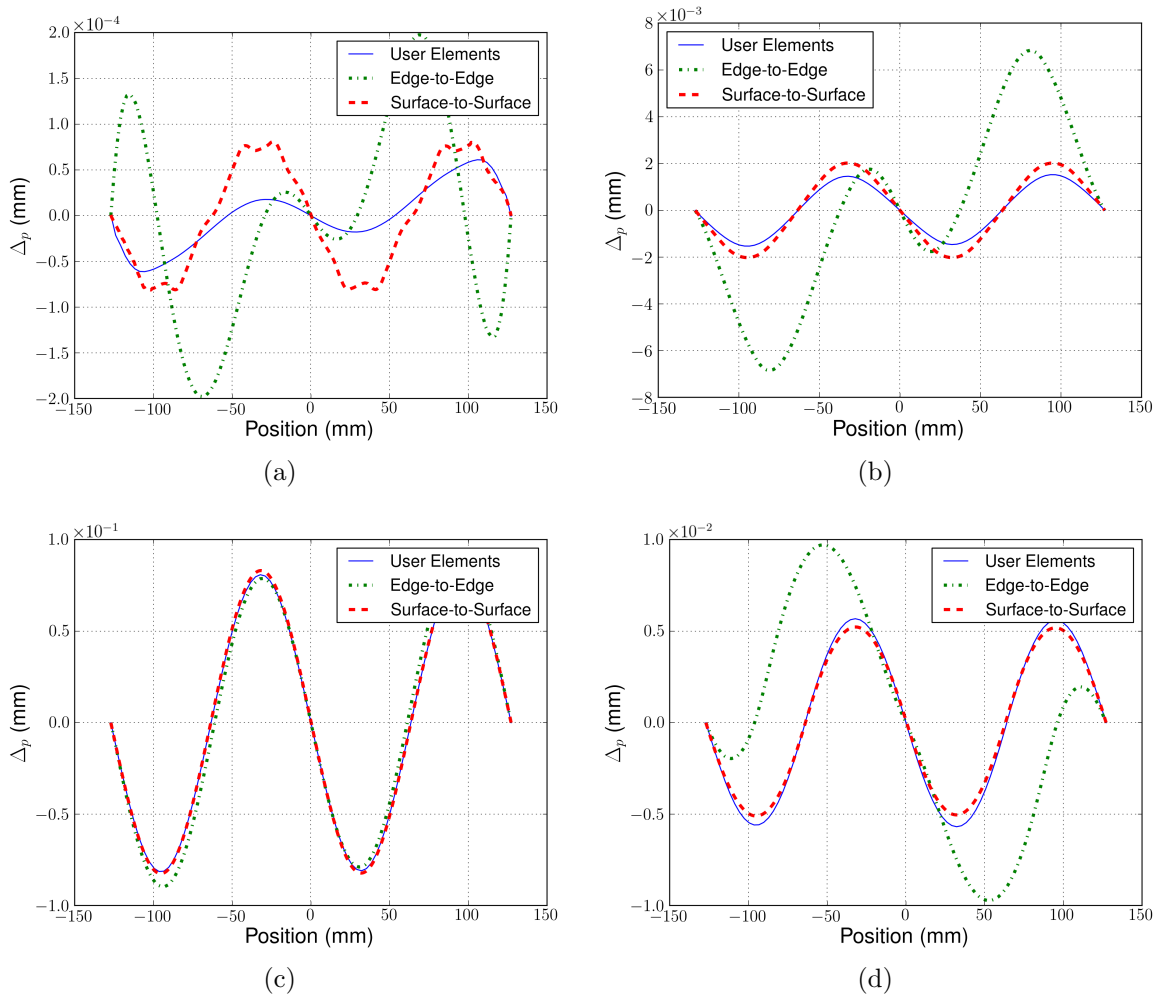 ×10⁻⁴
2.0
1.5
1.0
0.5
0.0
−0.5
−1.0
−1.5
−2.0
−150
−100
−50
0
50
100
150
Δₚ (mm)
Position (mm)
User Elements
Edge-to-Edge
Surface-to-Surface
(a)
×10⁻³
8
6
4
2
0
−2
−4
−6
−8
−150
−100
−50
0
50
100
150
Δₚ (mm)
Position (mm)
User Elements
Edge-to-Edge
Surface-to-Surface
(b)
×10⁻¹
1.0
0.5
0.0
−0.5
−1.0
−150
−100
−50
0
50
100
150
Δₚ (mm)
Position (mm)
User Elements
Edge-to-Edge
Surface-to-Surface
(c)
×10⁻²
1.0
0.5
0.0
−0.5
−1.0
−150
−100
−50
0
50
100
150
Δₚ (mm)
Position (mm)
User Elements
Edge-to-Edge
Surface-to-Surface
(d)